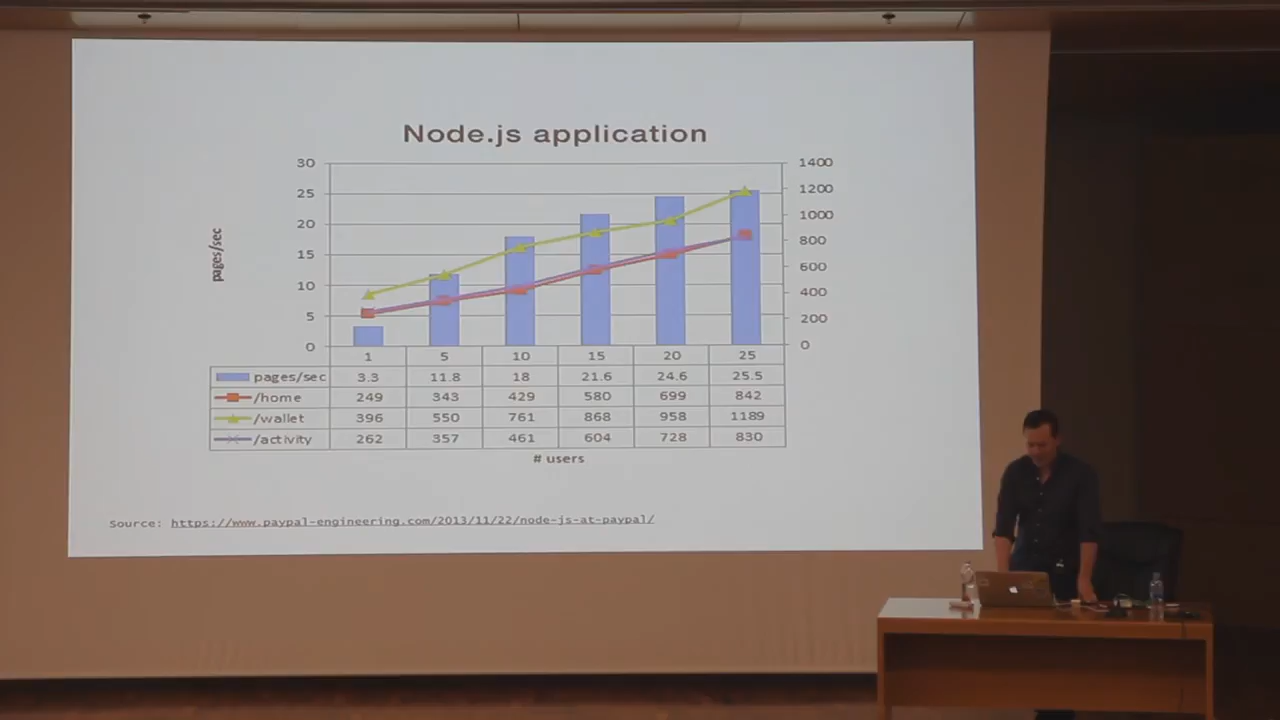 Node.js application
30 1400
25 1200
20 1000
15 800
10 600
5 400
0 200
0
pages/sec
1 5 10 15 20 25
pages/sec 3.3 11.8 18 21.6 24.6 25.5
/home 249 343 429 580 699 842
/wallet 396 550 761 868 958 1189
/activity 262 357 461 604 728 830
# users
Source: https://www.paypal-engineering.com/2013/11/22/node-js-at-paypal/